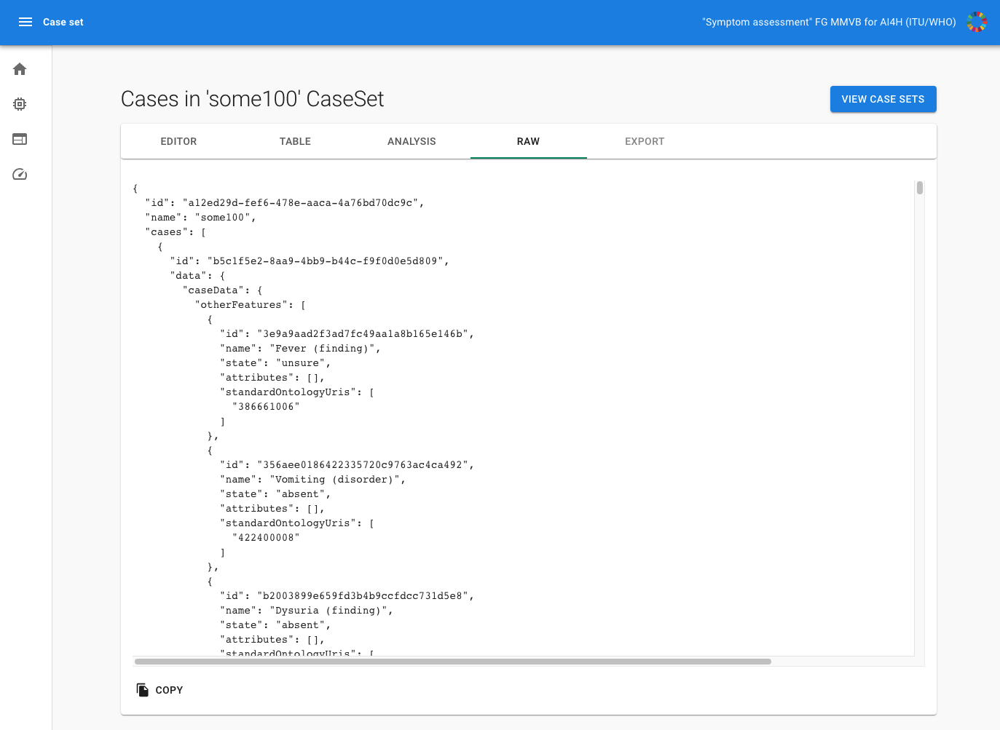 Case set
"Symptom assessment" FG MMVB for AI4H (ITU/WHO)
Cases in 'some100' CaseSet
VIEW CASE SETS
EDITOR TABLE ANALYSIS RAW EXPORT
{
"id": "a12ed29d-fef6-478e-aaca-4a76bd70dc9c",
"name": "some100",
"cases": [
{
"id": "b5c1f5e2-8aa9-4bb9-b44c-f9f0d0e5d809",
"data": {
"caseData": {
"otherFeatures": [
{
"id": "3e9a9aad2f3ad7fc49aa1a8b165e146b",
"name": "Fever (finding)",
"state": "unsure",
"attributes": [],
"standardOntologyUris": [
"386661006"
]
},
{
"id": "356aee0186422335720c9763ac4ca492",
"name": "Vomiting (disorder)",
"state": "absent",
"attributes": [],
"standardOntologyUris": [
"422400008"
]
},
{
"id": "b2003899e659fd3b4b9ccfdcc731d5e8",
"name": "Dysuria (finding)",
"state": "absent",
"attributes": [],
"standardOntologyUris": [
COPY